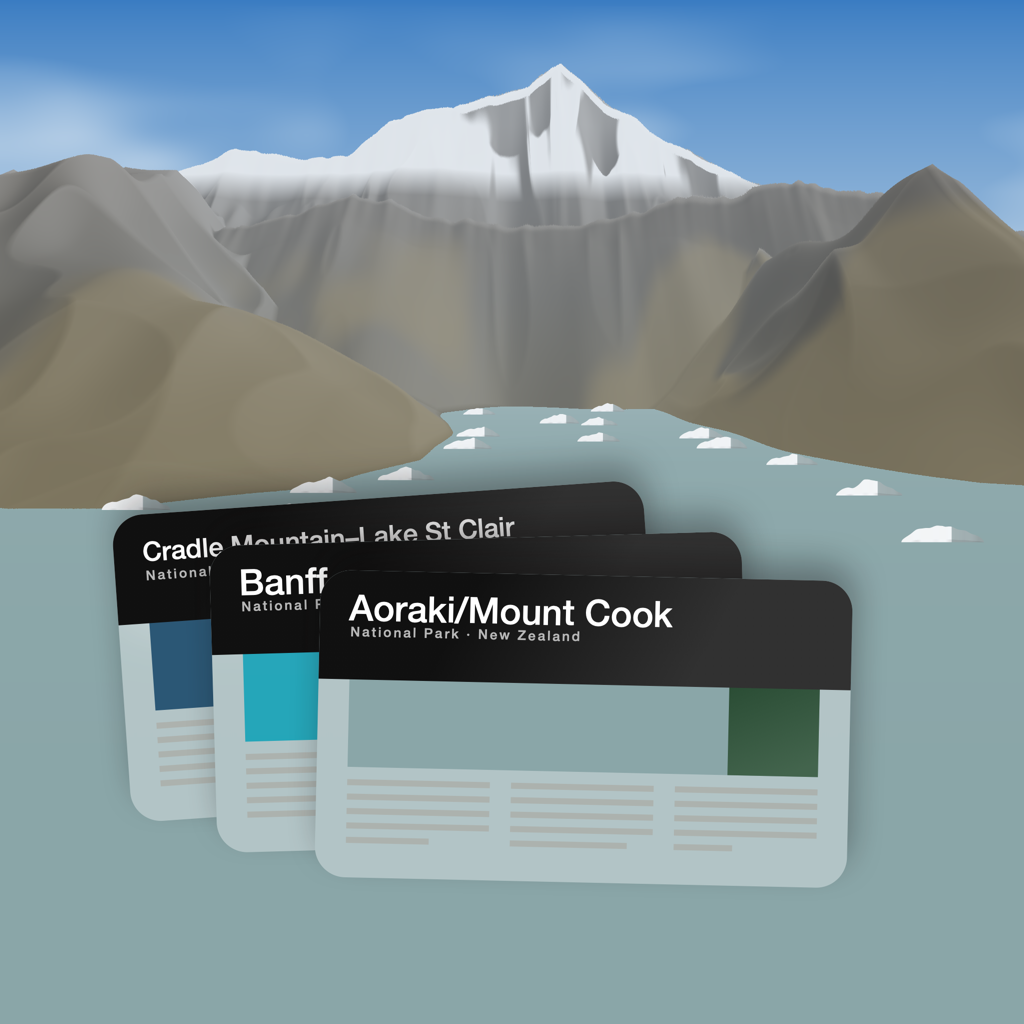 Cradle Mountain–Lake St Clair
National
Banff
National
Aoraki/Mount Cook
National Park · New Zealand